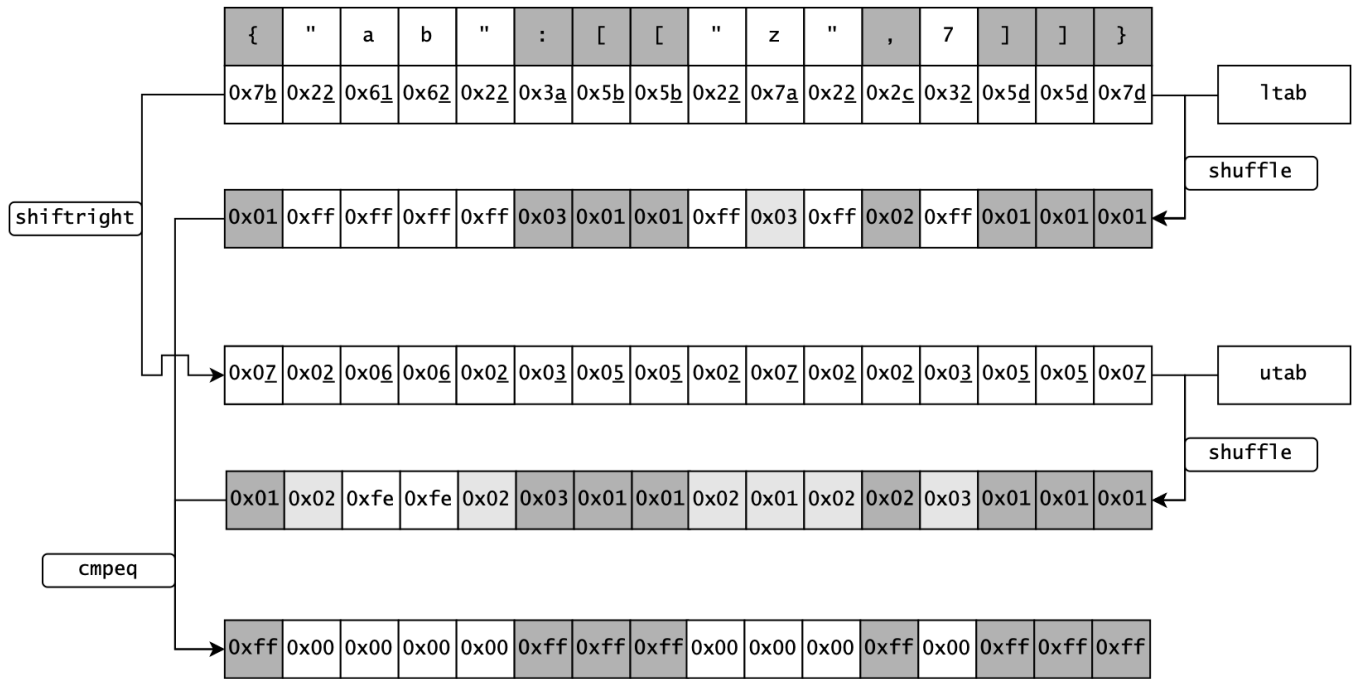 { " a b " : [ [ " z " , 7 ] ] }
0x7b 0x22 0x61 0x62 0x22 0x3a 0x5b 0x5b 0x22 0x7a 0x22 0x2c 0x32 0x5d 0x5d 0x7d ltab
shuffle
shiftright 0x01 0xff 0xff 0xff 0xff 0x03 0x01 0x01 0xff 0x03 0xff 0x02 0xff 0x01 0x01 0x01
0x07 0x02 0x06 0x06 0x02 0x03 0x05 0x05 0x02 0x07 0x02 0x02 0x03 0x05 0x05 0x07 utab
shuffle
0x01 0x02 0xfe 0xfe 0x02 0x03 0x01 0x01 0x02 0x01 0x02 0x02 0x03 0x01 0x01 0x01
cmpeq
0xff 0x00 0x00 0x00 0x00 0xff 0xff 0xff 0x00 0x00 0x00 0xff 0x00 0xff 0xff 0xff